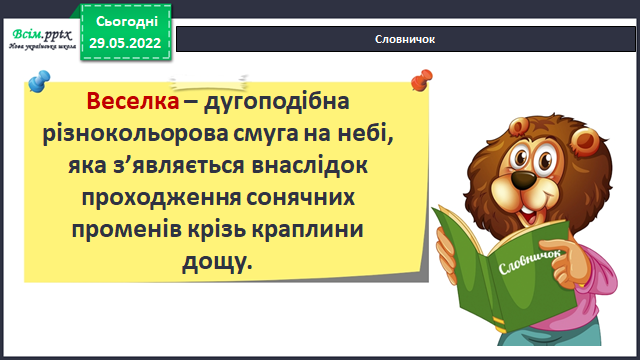 Всім.pptx
Нова українська школа
Сьогодні
29.05.2022
Словничок
Веселка – дугоподібна
різнокольорова смуга на небі,
яка з’являється внаслідок
проходження сонячних
променів крізь краплини
дощу.
Словничок